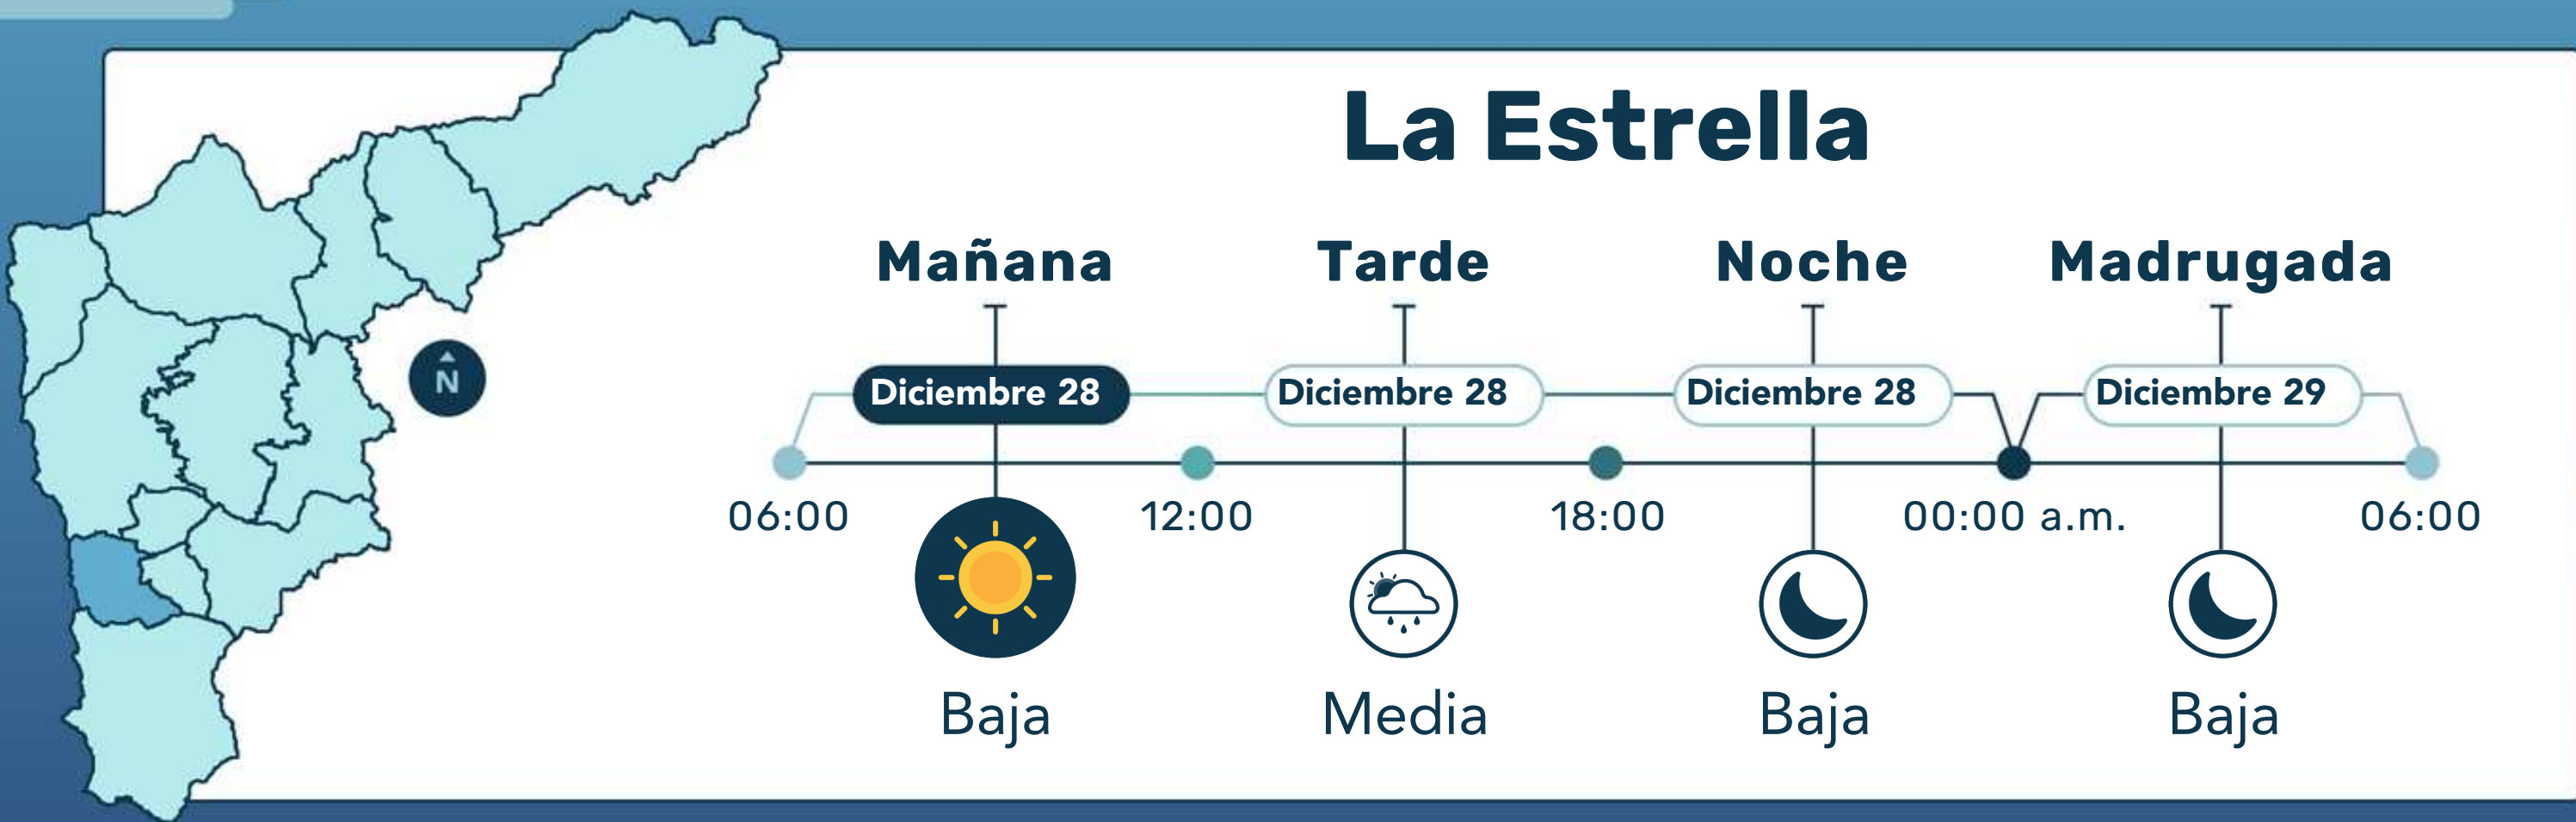 La Estrella
Mañana Tarde Noche Madrugada
N
Diciembre 28 Diciembre 28 Diciembre 28 Diciembre 29
06:00 12:00 18:00 00:00 a.m. 06:00
Baja Media Baja Baja